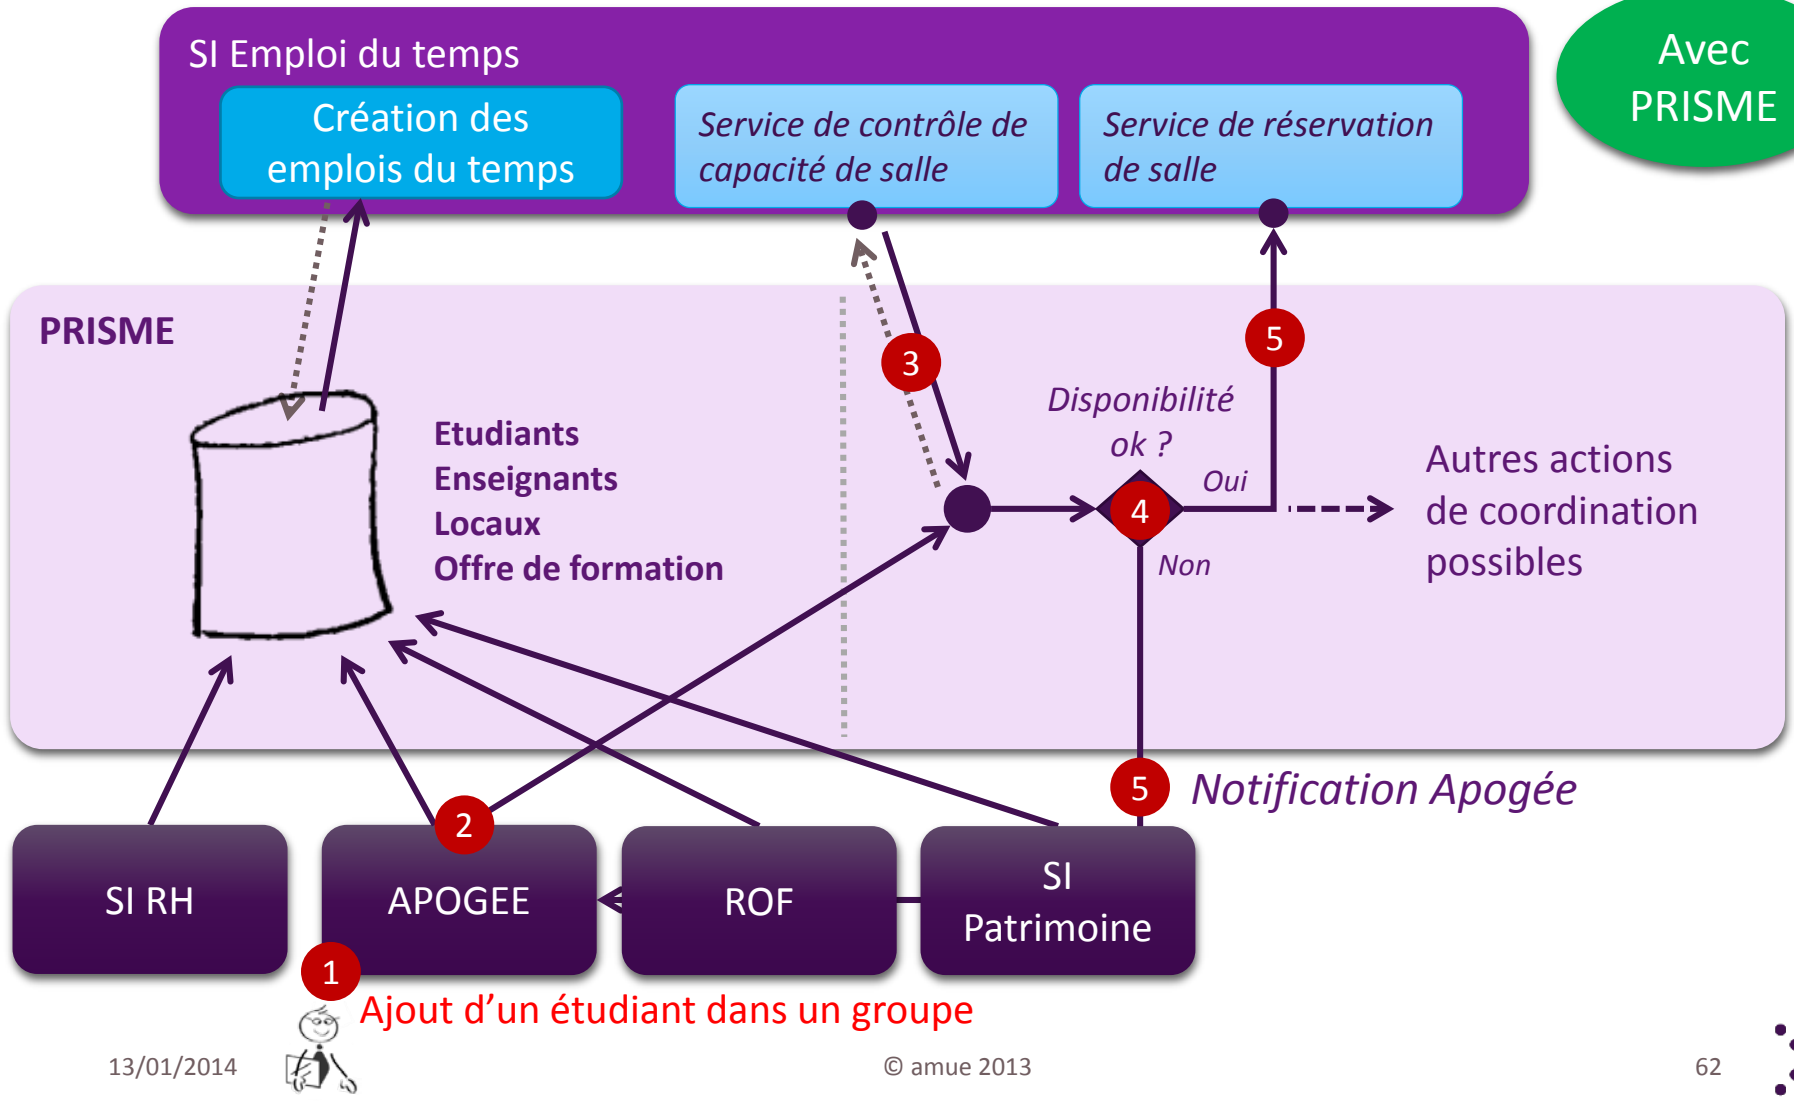 SI Emploi du temps
Avec
PRISME
Création des
emplois du temps
Service de contrôle de
capacité de salle
Service de réservation
de salle
PRISME
5
3
Disponibilité
ok ?
Etudiants
Enseignants
Locaux
Offre de formation
Oui
4
Non
Autres actions
de coordination
possibles
5
Notification Apogée
2
SI RH
APOGEE
ROF
SI
Patrimoine
1
Ajout d’un étudiant dans un groupe
13/01/2014
© amue 2013
62